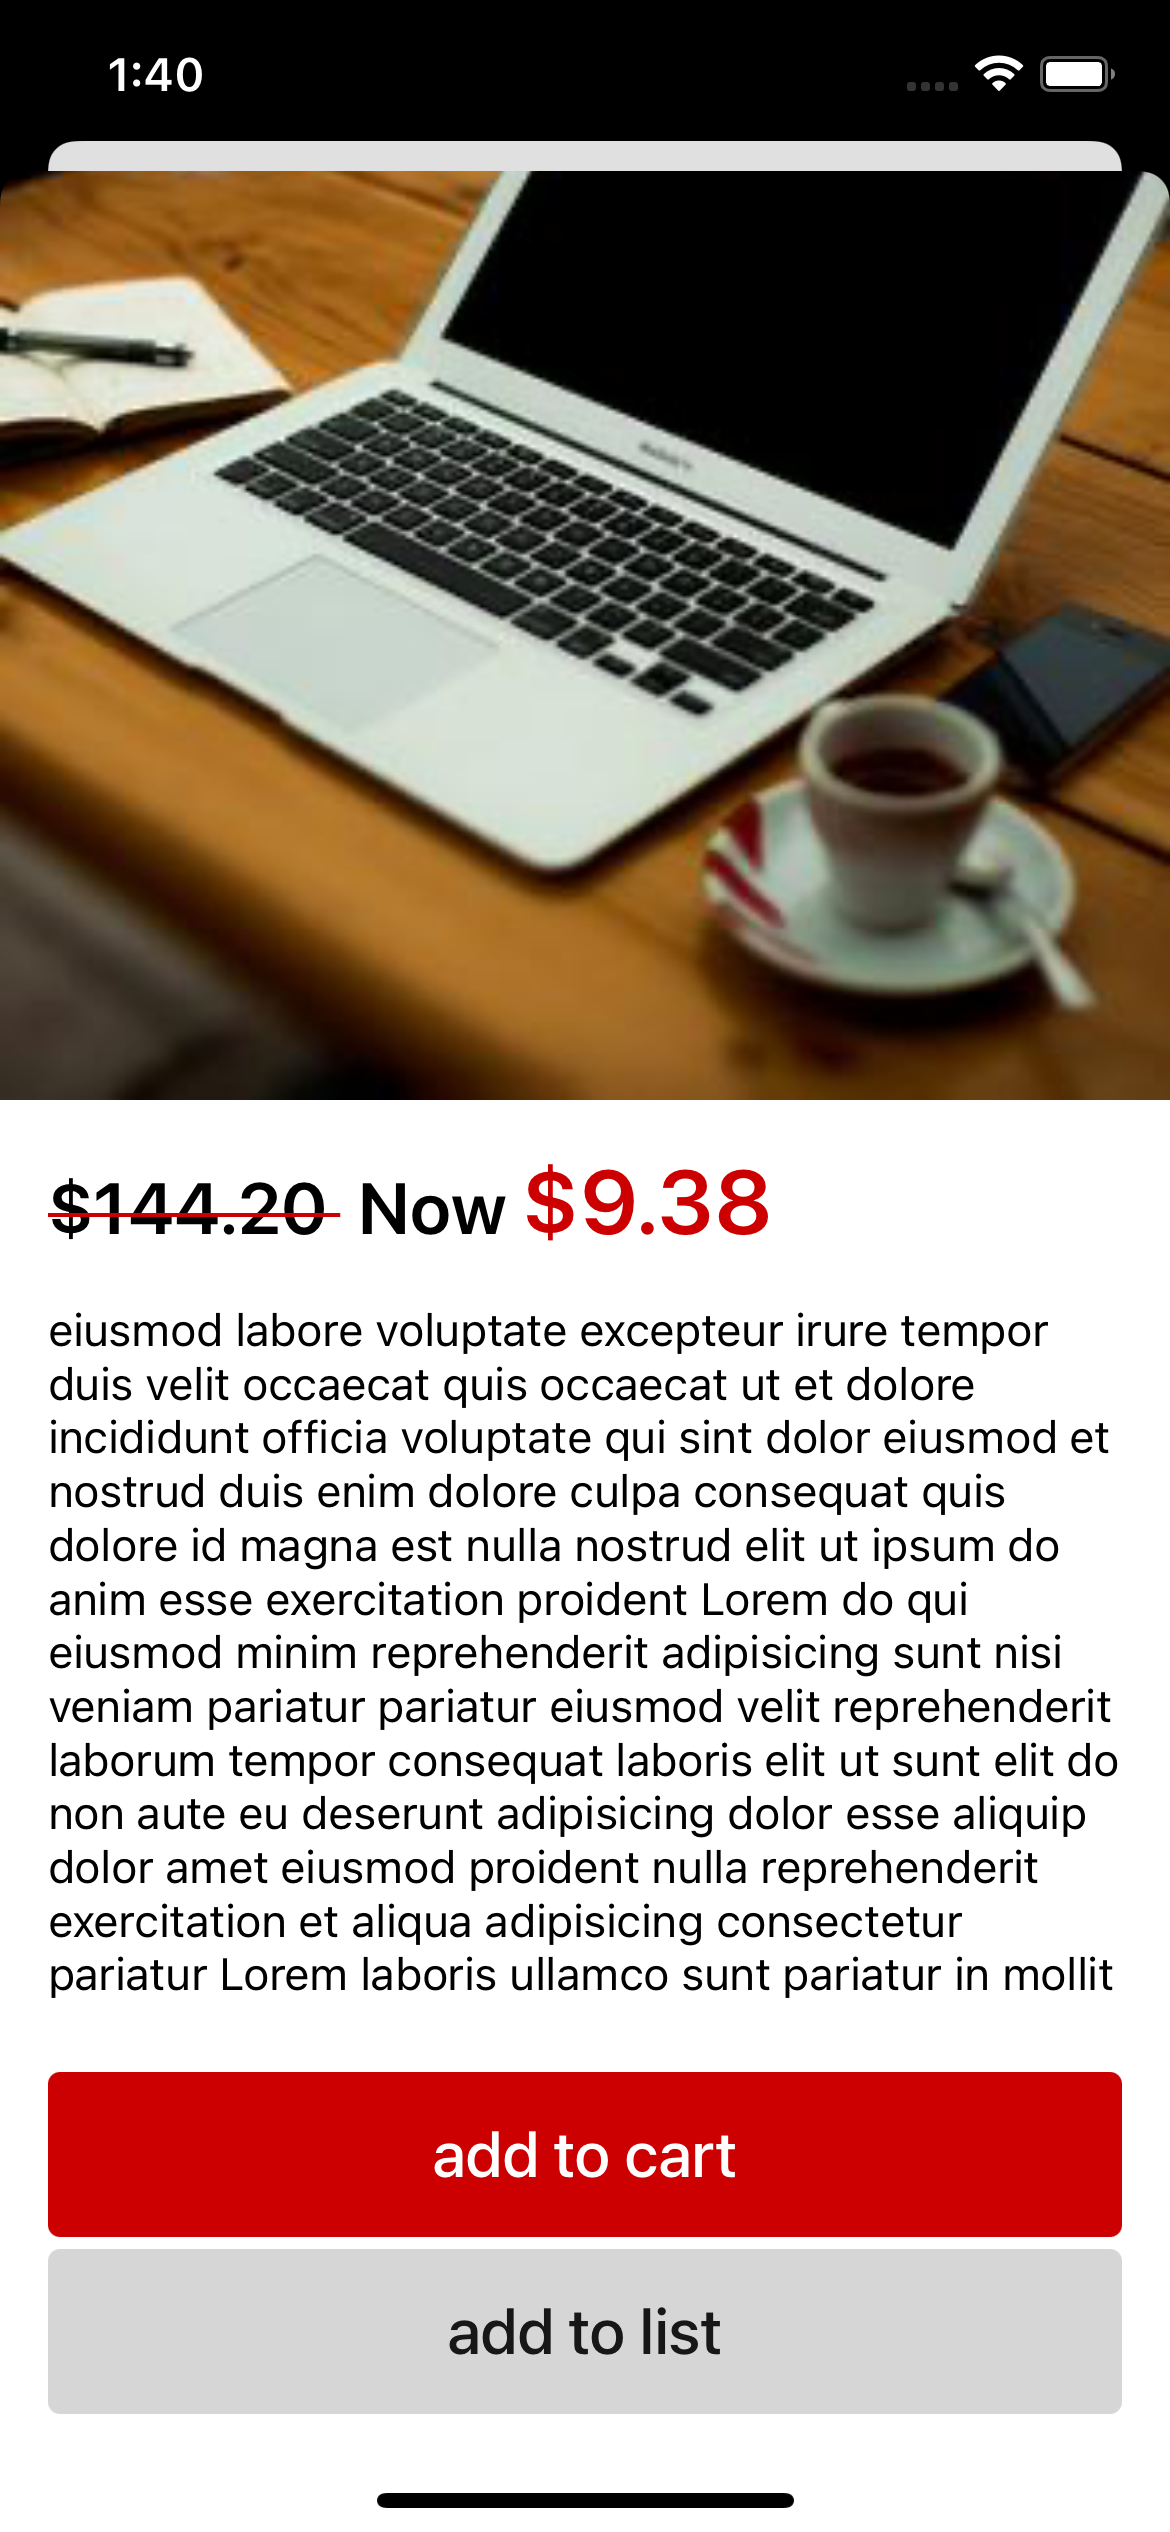 1:40
$144.20 Now $9.38
eiusmod labore voluptate excepteur irure tempor
duis velit occaecat quis occaecat ut et dolore
incididunt officia voluptate qui sint dolor eiusmod et
nostrud duis enim dolore culpa consequat quis
dolore id magna est nulla nostrud elit ut ipsum do
anim esse exercitation proident Lorem do qui
eiusmod minim reprehenderit adipisicing sunt nisi
veniam pariatur pariatur eiusmod velit reprehenderit
laborum tempor consequat laboris elit ut sunt elit do
non aute eu deserunt adipisicing dolor esse aliquip
dolor amet eiusmod proident nulla reprehenderit
exercitation et aliqua adipisicing consectetur
pariatur Lorem laboris ullamco sunt pariatur in mollit
add to cart
add to list